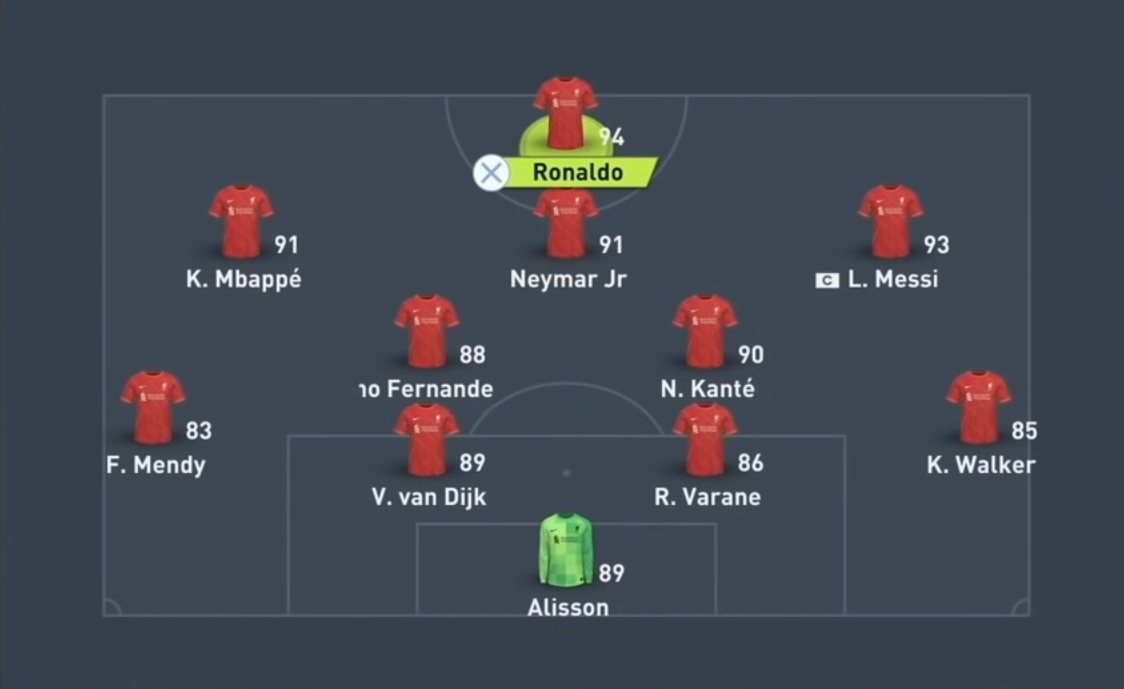 94
Ronaldo
91
K. Mbappé
91
Neymar Jr
93
C L. Messi
88
no Fernande
90
N. Kanté
83
F. Mendy
89
V. van Dijk
86
R. Varane
85
K. Walker
89
Alisson